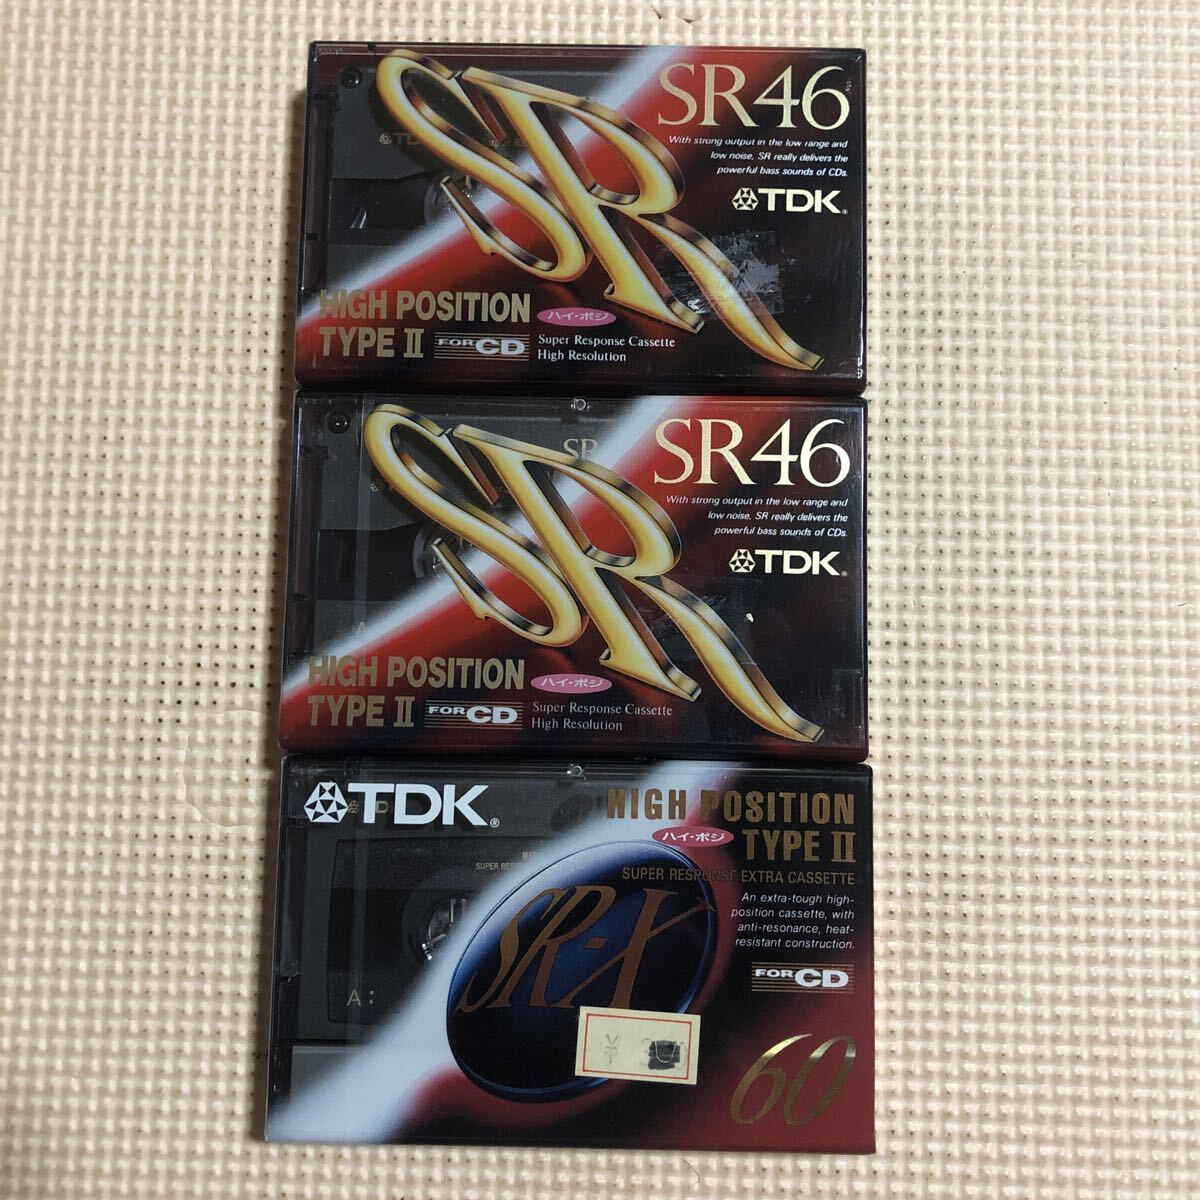 SR
SR46
With strong output in the low range and
low noise, SR really delivers the
powerful bass sounds of CDs.
TDK®
HIGH POSITION
ハイ・ポジ
TYPE II
FOR CD
Super Response Cassette
High Resolution
SR
SR46
With strong output in the low range and
low noise, SR really delivers the
powerful bass sounds of CDs.
TDK®
HIGH POSITION
ハイ・ポジ
TYPE II
FOR CD
Super Response Cassette
High Resolution
TDK®
HIGH POSITION
ハイ・ポジ
TYPE II
SUPER RESPONSE EXTRA CASSETTE
An extra-tough high-
position cassette, with
anti-resonance, heat-
resistant construction.
FOR CD
SR-X
A:
¥
60